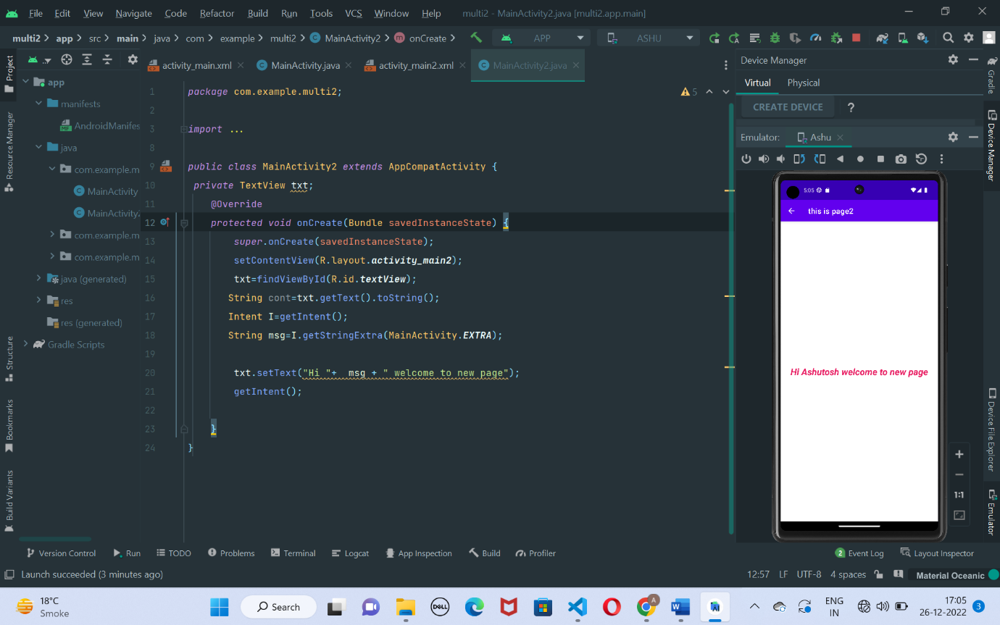 File Edit View Navigate Code Refactor Build Run Tools VCS Window Help multi2 - MainActivity2.java [multi2.app.main]
multi2 app src main java com example multi2 MainActivity2 onCreate APP ASHU
activity_main.xml MainActivity.java activity_main2.xml MainActivity2.java
Project
Resource Manager
Structure
Bookmarks
Build Variants
app
manifests
AndroidManifes
java
com.example.m
MainActivity
MainActivity2
com.example.m
com.example.m
java (generated)
res
res (generated)
Gradle Scripts
5
1 package com.example.multi2;
2
3 import ...
8
9 public class MainActivity2 extends AppCompatActivity {
10 private TextView txt;
11 @Override
12 protected void onCreate(Bundle savedInstanceState) {
13 super.onCreate(savedInstanceState);
14 setContentView(R.layout.activity_main2);
15 txt=findViewById(R.id.textView);
16 String cont=txt.getText().toString();
17 Intent I=getIntent();
18 String msg=I.getStringExtra(MainActivity.EXTRA);
19
20 txt.setText("Hi "+  msg + " welcome to new page");
21 getIntent();
22
23 }
24 }
Device Manager
Virtual Physical
CREATE DEVICE ?
Emulator: Ashu
5:05
this is page2
Hi Ashutosh welcome to new page
1:1
Gradle
Device Manager
Device File Explorer
Emulator
Version Control Run TODO Problems Terminal Logcat App Inspection Build Profiler 2 Event Log Layout Inspector
Launch succeeded (3 minutes ago) 12:57 LF UTF-8 4 spaces Material Oceanic
18°C
Smoke
Search
DELL
A
W
ENG
IN
17:05
26-12-2022
3